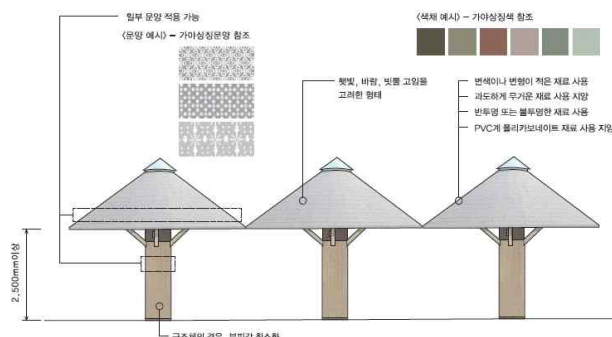 일부 문양 적용 가능
〈문양 예시〉 – 가야상징문양 참조
〈색채 예시〉 – 가야상징색 참조
햇빛, 바람, 빗물 고임을
고려한 형태
변색이나 변형이 적은 재료 사용
과도하게 무거운 재료 사용 지양
반투명 또는 불투명한 재료 사용
PVC계 폴리카보네이트 재료 사용 지양
2,500mm이상